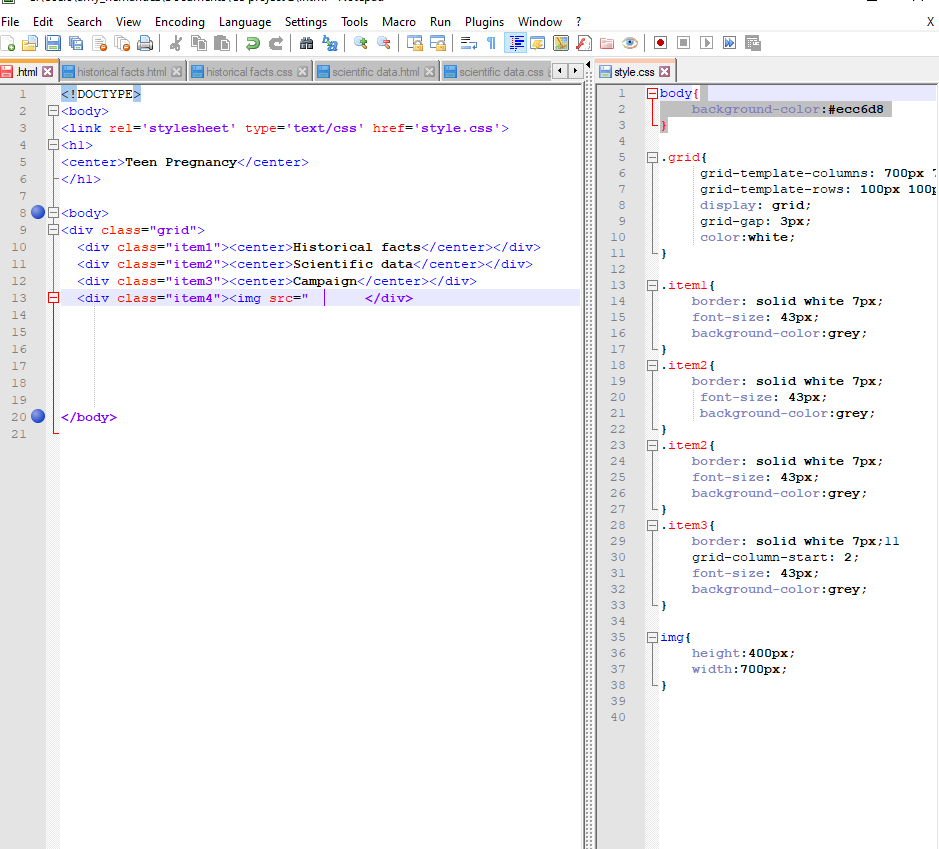 File Edit Search View Encoding Language Settings Tools Macro Run Plugins Window ? X
.html historical facts.html historical facts.css scientific data.html scientific data.css style.css
1 <!DOCTYPE>
2 <body>
3 <link rel='stylesheet' type='text/css' href='style.css'>
4 <h1>
5 <center>Teen Pregnancy</center>
6 </h1>
7
8 <body>
9 <div class="grid">
10 <div class="item1"><center>Historical facts</center></div>
11 <div class="item2"><center>Scientific data</center></div>
12 <div class="item3"><center>Campaign</center></div>
13 <div class="item4"><img src=" </div>
14
15
16
17
18
19
20 </body>
21
1 body{
2 background-color:#ecc6d8
3 }
4
5 .grid{
6 grid-template-columns: 700px
7 grid-template-rows: 100px 100p
8 display: grid;
9 grid-gap: 3px;
10 color:white;
11 }
12
13 .item1{
14 border: solid white 7px;
15 font-size: 43px;
16 background-color:grey;
17 }
18 .item2{
19 border: solid white 7px;
20 font-size: 43px;
21 background-color:grey;
22 }
23 .item2{
24 border: solid white 7px;
25 font-size: 43px;
26 background-color:grey;
27 }
28 .item3{
29 border: solid white 7px;ll
30 grid-column-start: 2;
31 font-size: 43px;
32 background-color:grey;
33 }
34
35 img{
36 height:400px;
37 width:700px;
38 }
39
40